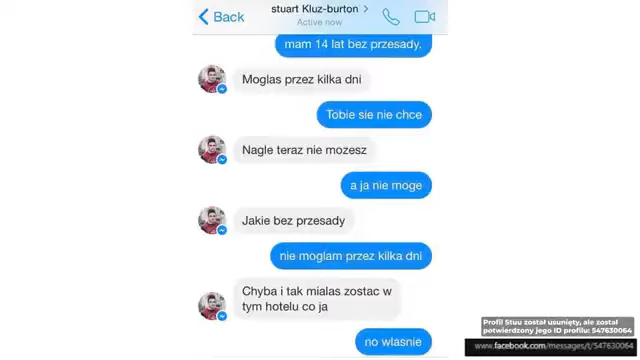 Back
stuart Kluz-burton >
Active now
mam 14 lat bez przesady.
Moglas przez kilka dni
Tobie sie nie chce
Nagle teraz nie mozesz
a ja nie moge
Jakie bez przesady
nie moglam przez kilka dni
Chyba i tak mialas zostac w
tym hotelu co ja
no wlasnie
Profil Stuu został usunięty, ale został
potwierdzony jego ID profilu: 547630064
www.facebook.com/messages/t/547630064